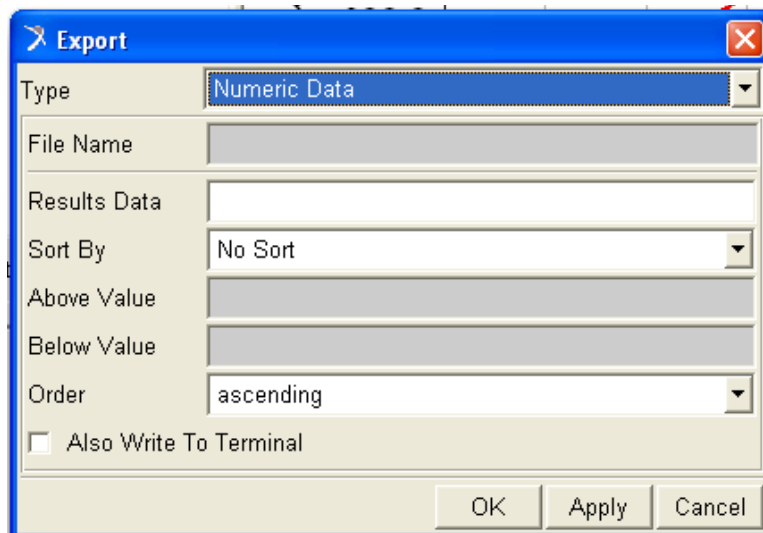 Export
Type Numeric Data
File Name
Results Data
Sort By No Sort
Above Value
Below Value
Order ascending
Also Write To Terminal
OK Apply Cancel